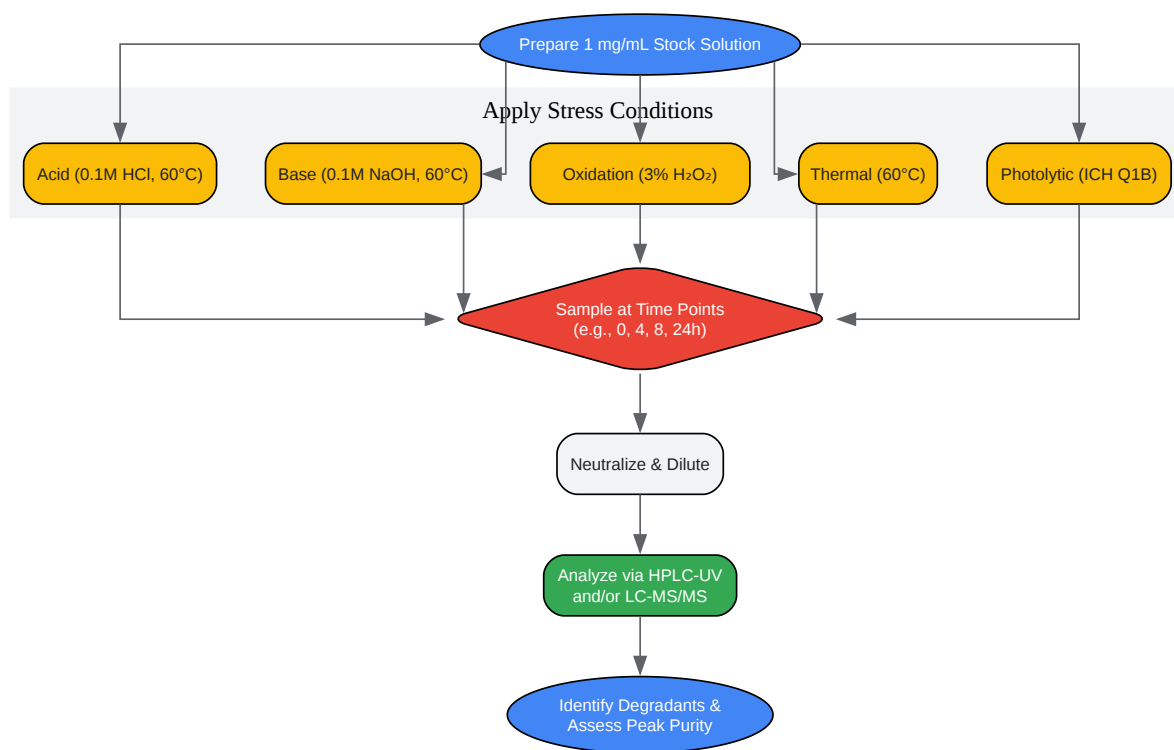 Prepare 1 mg/mL Stock Solution
Apply Stress Conditions
Acid (0.1M HCl, 60°C)
Base (0.1M NaOH, 60°C)
Oxidation (3% H₂O₂)
Thermal (60°C)
Photolytic (ICH Q1B)
Sample at Time Points
(e.g., 0, 4, 8, 24h)
Neutralize & Dilute
Analyze via HPLC-UV
and/or LC-MS/MS
Identify Degradants &
Assess Peak Purity